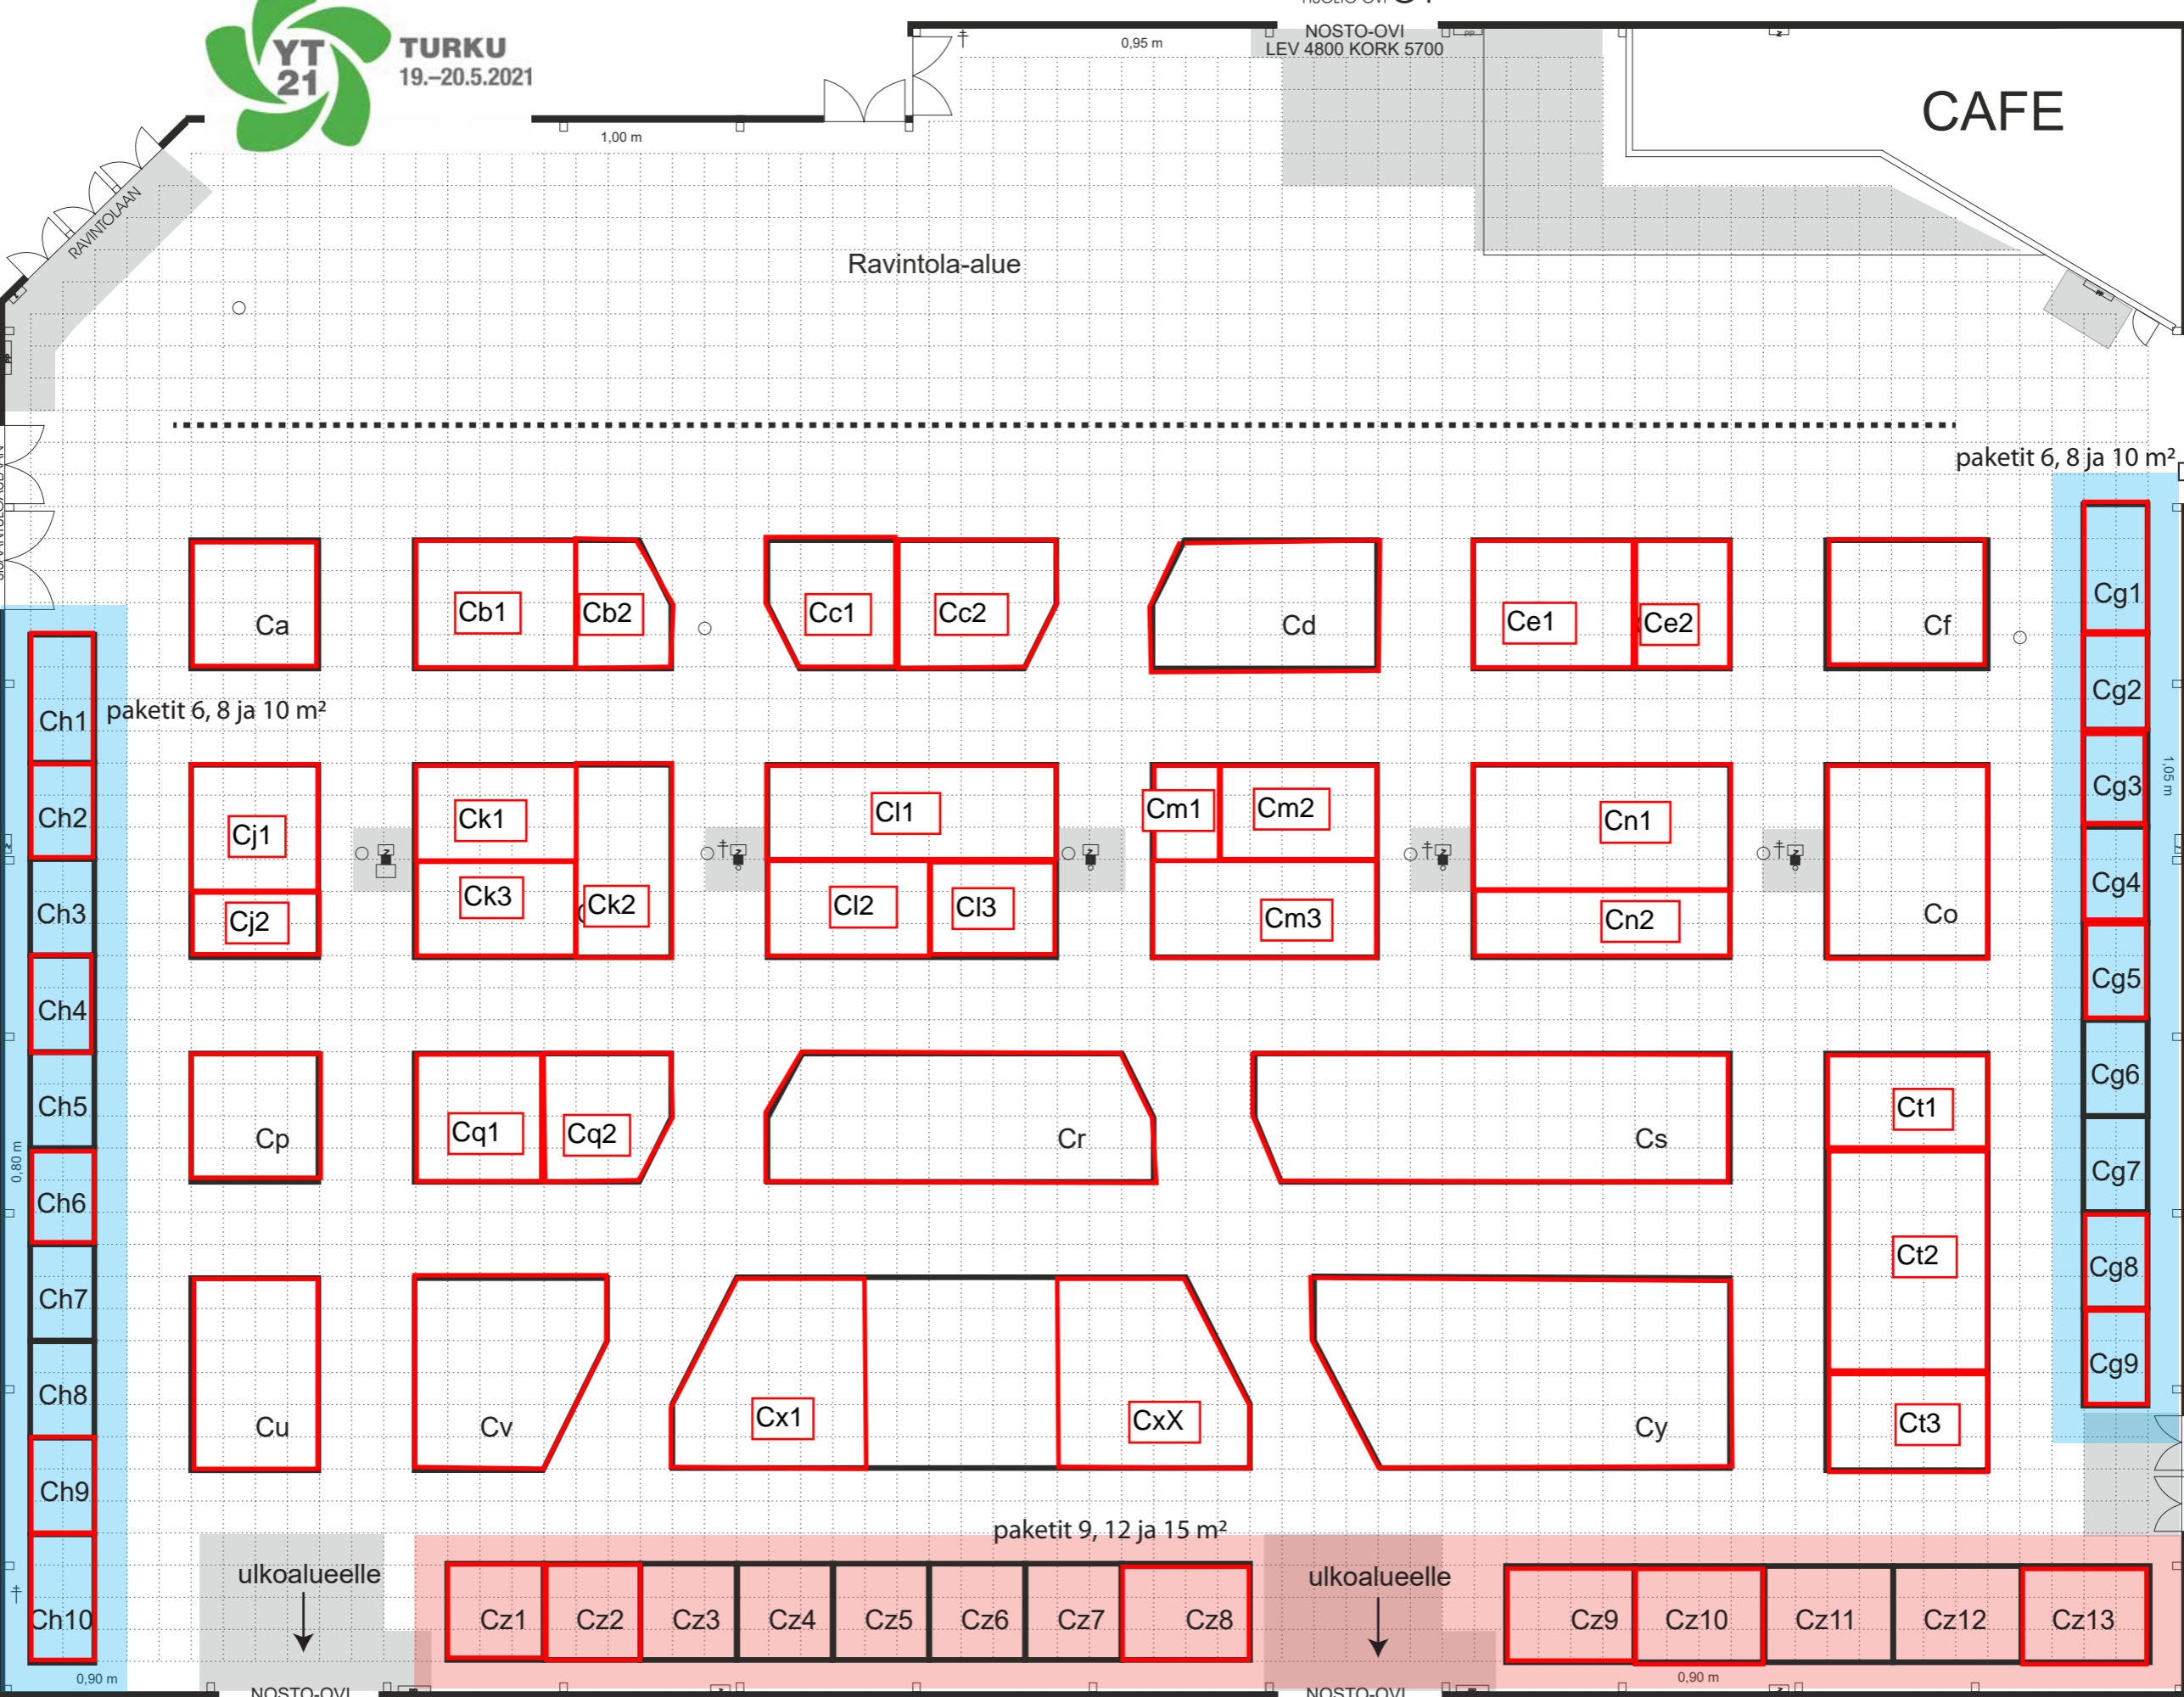 YT
21
TURKU
19.–20.5.2021
NOSTO-OVI
LEV 4800 KORK 5700
0,95 m
1,00 m
CAFE
RAVINTOLAAN
Ravintola-alue
paketit 6, 8 ja 10 m²
Ca
Cb1
Cb2
Cc1
Cc2
Cd
Ce1
Ce2
Cf
Cg1
Cg2
Cg3
Cg4
Cg5
Cg6
Cg7
Cg8
Cg9
1,05 m
paketit 6, 8 ja 10 m²
Ch1
Ch2
Ch3
Ch4
Ch5
Ch6
Ch7
Ch8
Ch9
Ch10
0,80 m
Cj1
Cj2
Ck1
Ck3
Ck2
Cl1
Cl2
Cl3
Cm1
Cm2
Cm3
Cn1
Cn2
Co
Cp
Cq1
Cq2
Cr
Cs
Ct1
Ct2
Ct3
Cu
Cv
Cx1
CxX
Cy
paketit 9, 12 ja 15 m²
ulkoalueelle
ulkoalueelle
Cz1
Cz2
Cz3
Cz4
Cz5
Cz6
Cz7
Cz8
Cz9
Cz10
Cz11
Cz12
Cz13
0,90 m
0,90 m
NOSTO-OVI
NOSTO-OVI